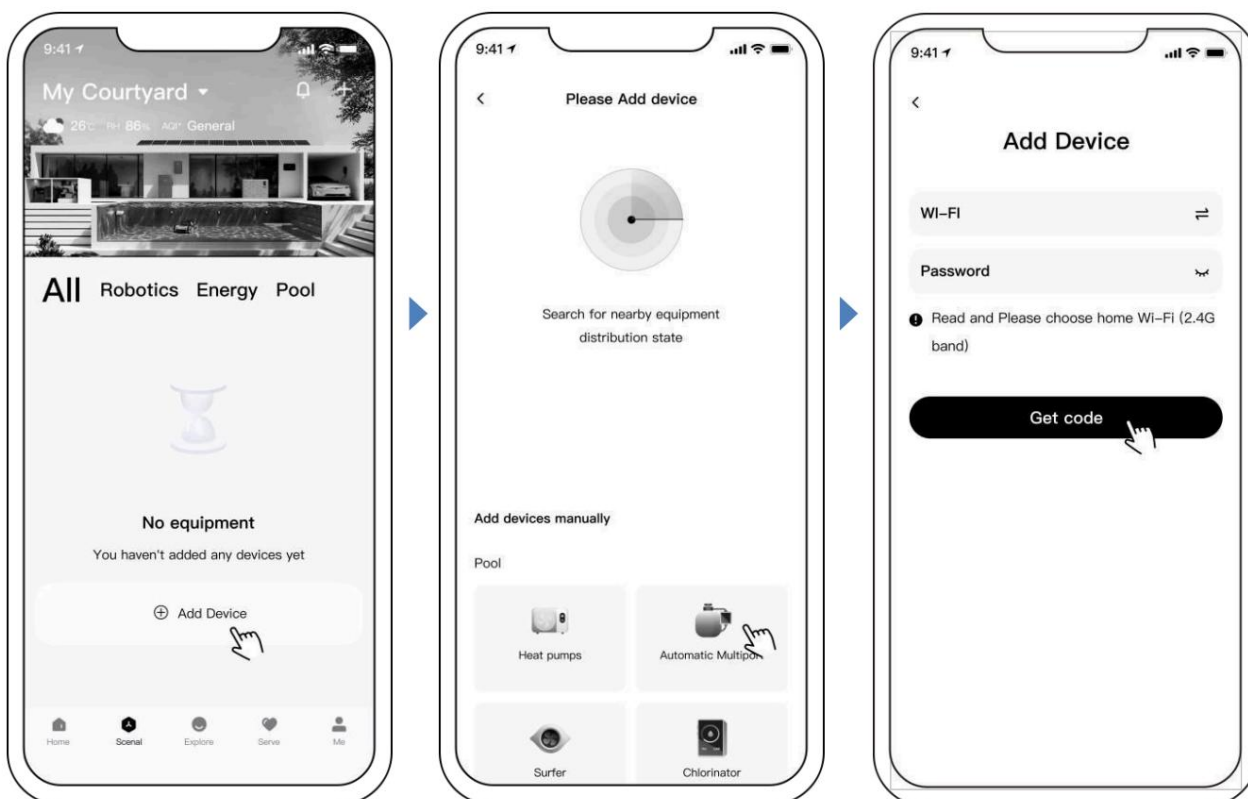 9:41
My Courtyard
26°C RH 86% AQI* General
All Robotics Energy Pool
No equipment
You haven't added any devices yet
Add Device
Home Scenal Explore Serve Me
9:41
Please Add device
Search for nearby equipment
distribution state
Add devices manually
Pool
Heat pumps Automatic Multiport
Surfer Chlorinator
9:41
Add Device
WI-FI
Password
Read and Please choose home Wi-Fi (2.4G
band)
Get code